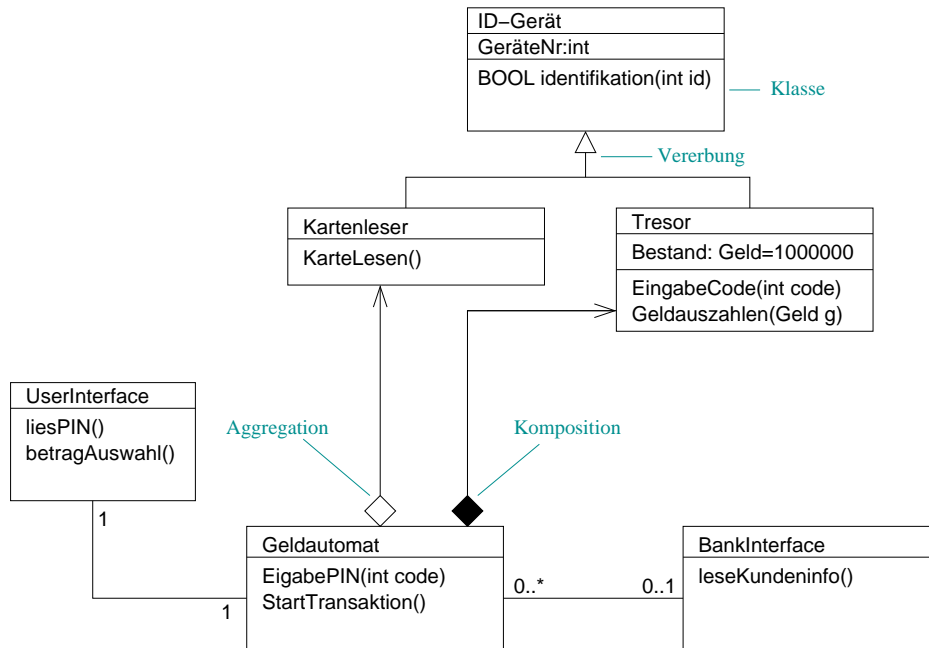 ID–Gerät
GeräteNr:int
BOOL identifikation(int id)
Klasse
Vererbung
Kartenleser
KarteLesen()
Tresor
Bestand: Geld=1000000
EingabeCode(int code)
Geldauszahlen(Geld g)
UserInterface
liesPIN()
betragAuswahl()
Aggregation
Komposition
1
1
Geldautomat
EigabePIN(int code)
StartTransaktion()
0..*
0..1
BankInterface
leseKundeninfo()